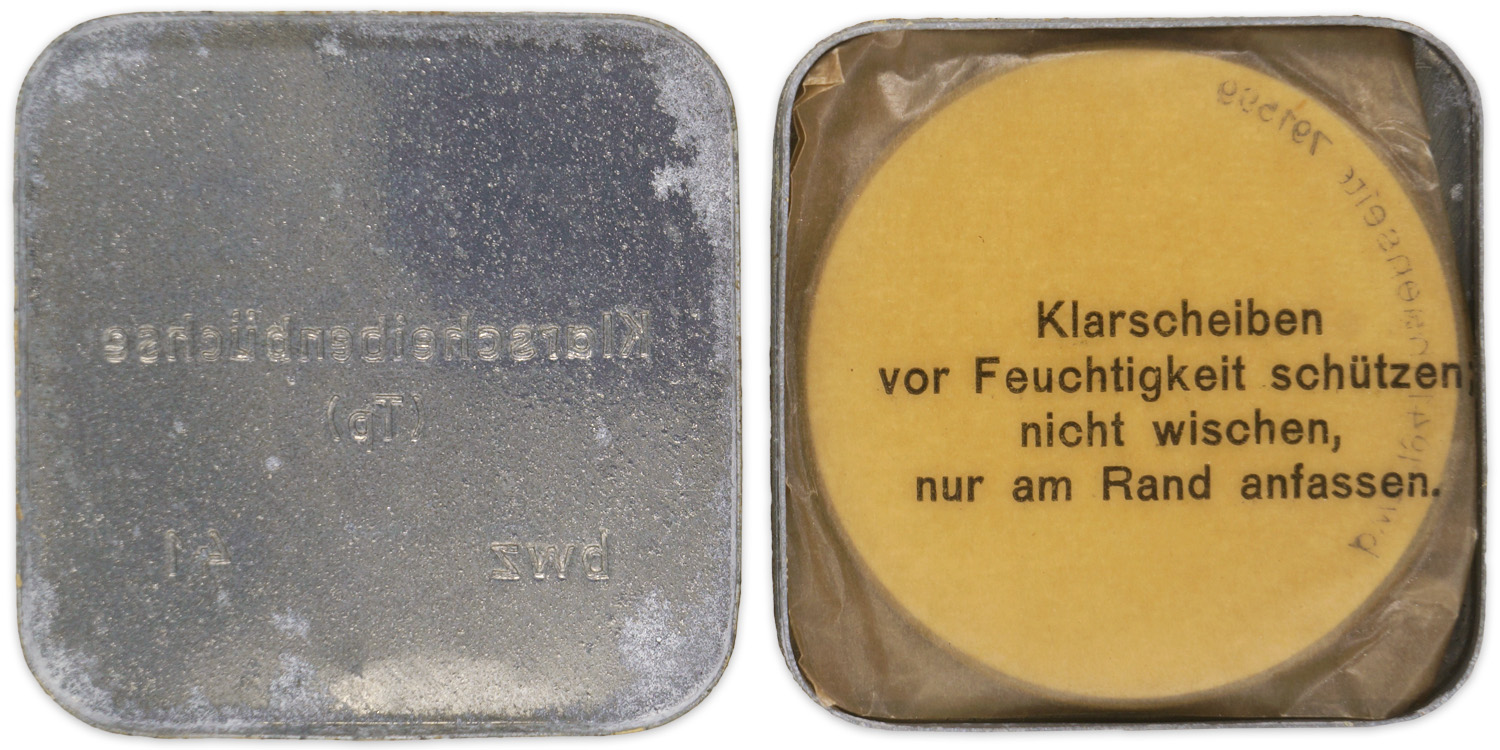 Klarscheibenbüchse
(Tp)
bwz 41
Klarscheiben
vor Feuchtigkeit schützen,
nicht wischen,
nur am Rand anfassen.